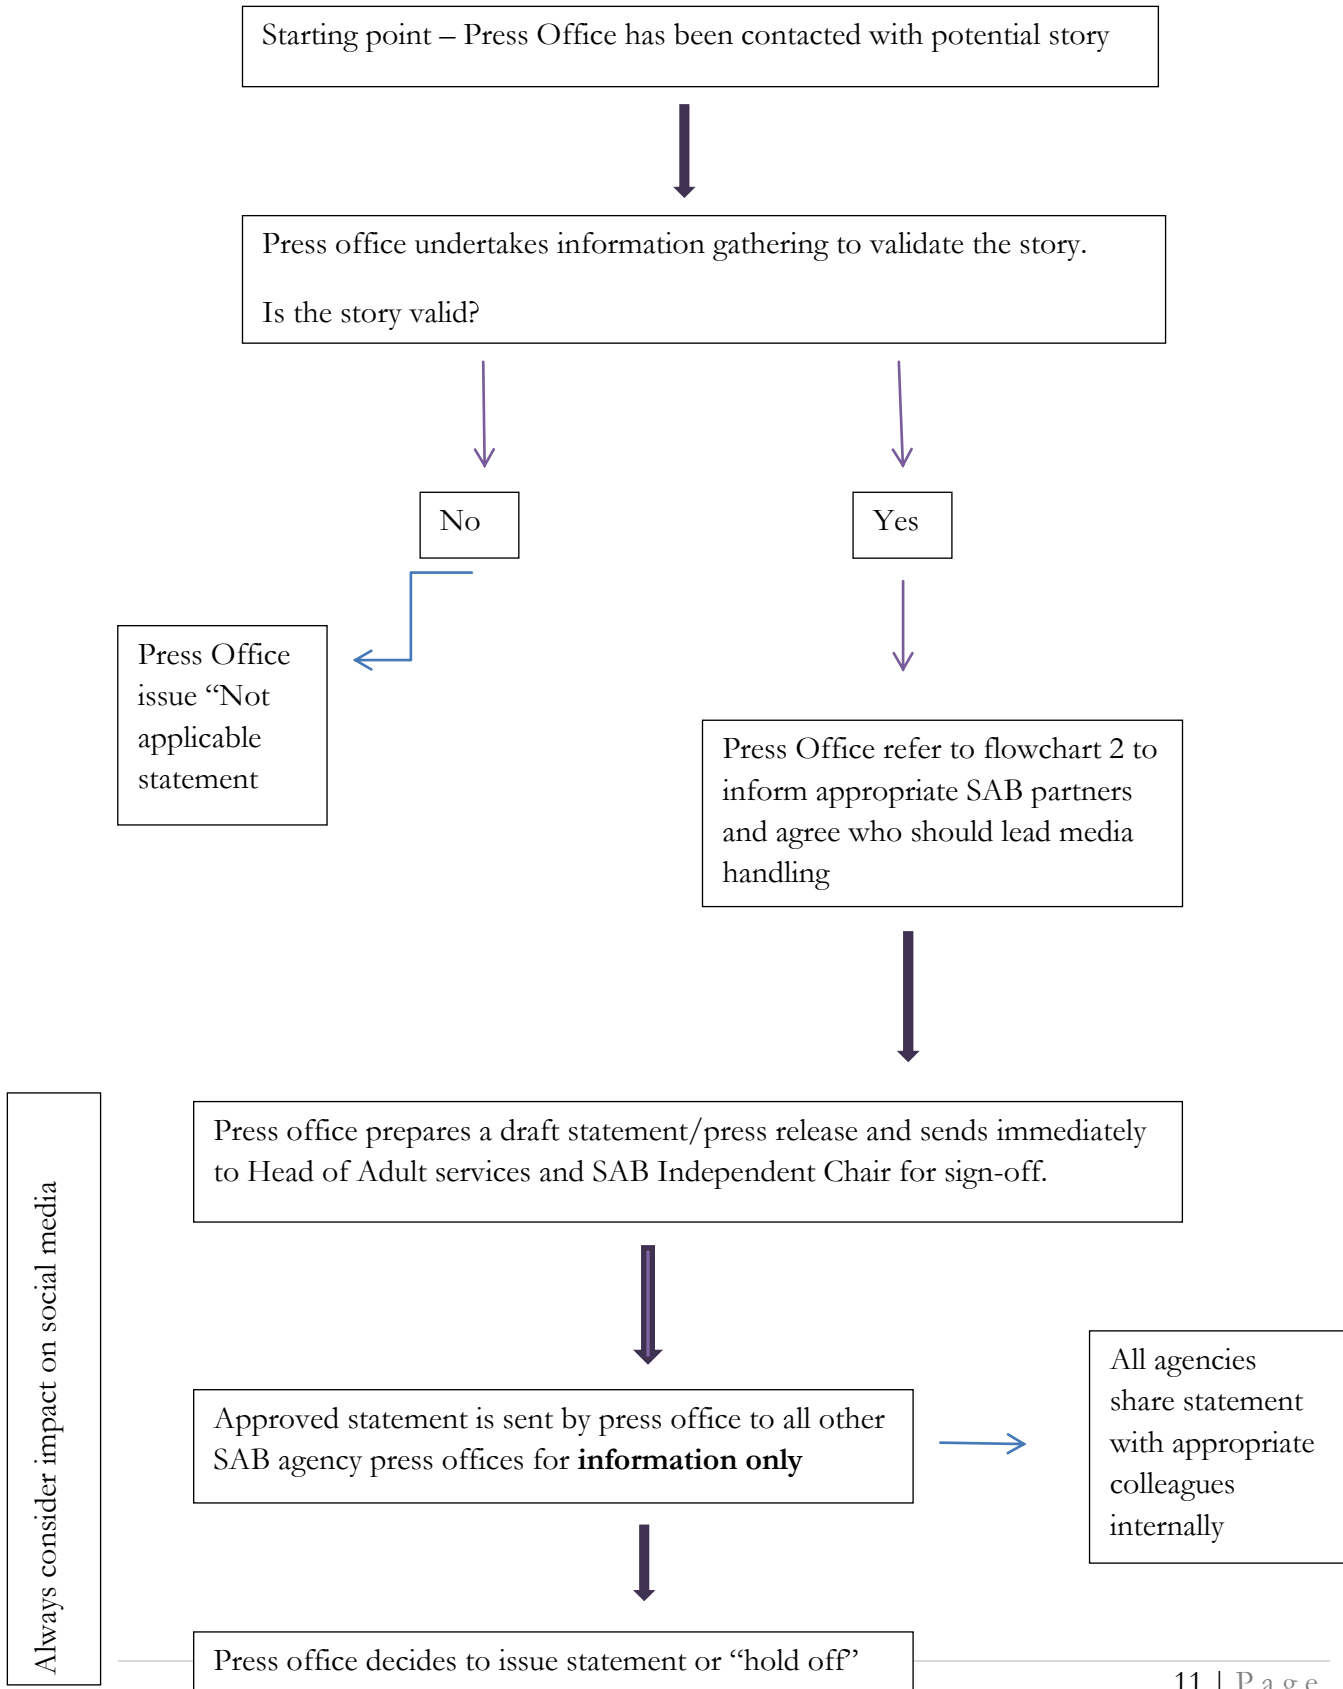 Starting point – Press Office has been contacted with potential story
Press office undertakes information gathering to validate the story.
Is the story valid?
No
Yes
Press Office
issue “Not
applicable
statement
Press Office refer to flowchart 2 to
inform appropriate SAB partners
and agree who should lead media
handling
Always consider impact on social media
Press office prepares a draft statement/press release and sends immediately
to Head of Adult services and SAB Independent Chair for sign-off.
Approved statement is sent by press office to all other
SAB agency press offices for information only
All agencies
share statement
with appropriate
colleagues
internally
Press office decides to issue statement or “hold off”
11 | Page